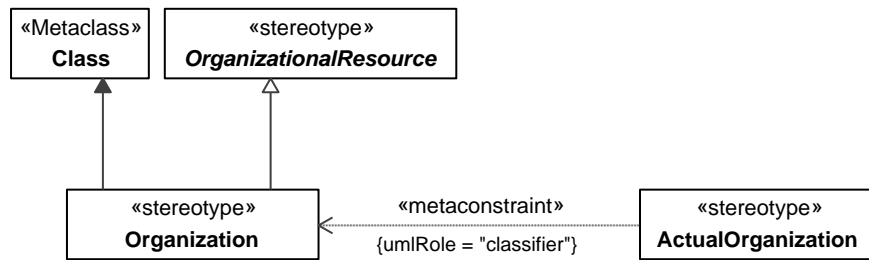 «Metaclass»
Class
«stereotype»
OrganizationalResource
«stereotype»
Organization
«metaconstraint»
{umlRole = "classifier"}
«stereotype»
ActualOrganization